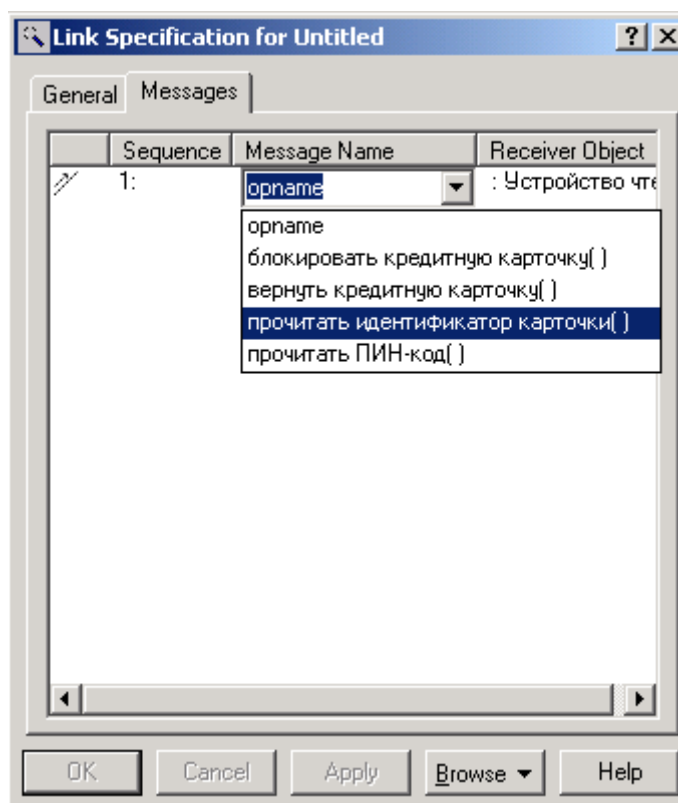 Link Specification for Untitled
General Messages
Sequence Message Name Receiver Object
1: opname : Устройство чте
opname
блокировать кредитную карточку( )
вернуть кредитную карточку( )
прочитать идентификатор карточки( )
прочитать ПИН-код( )
OK Cancel Apply Browse Help